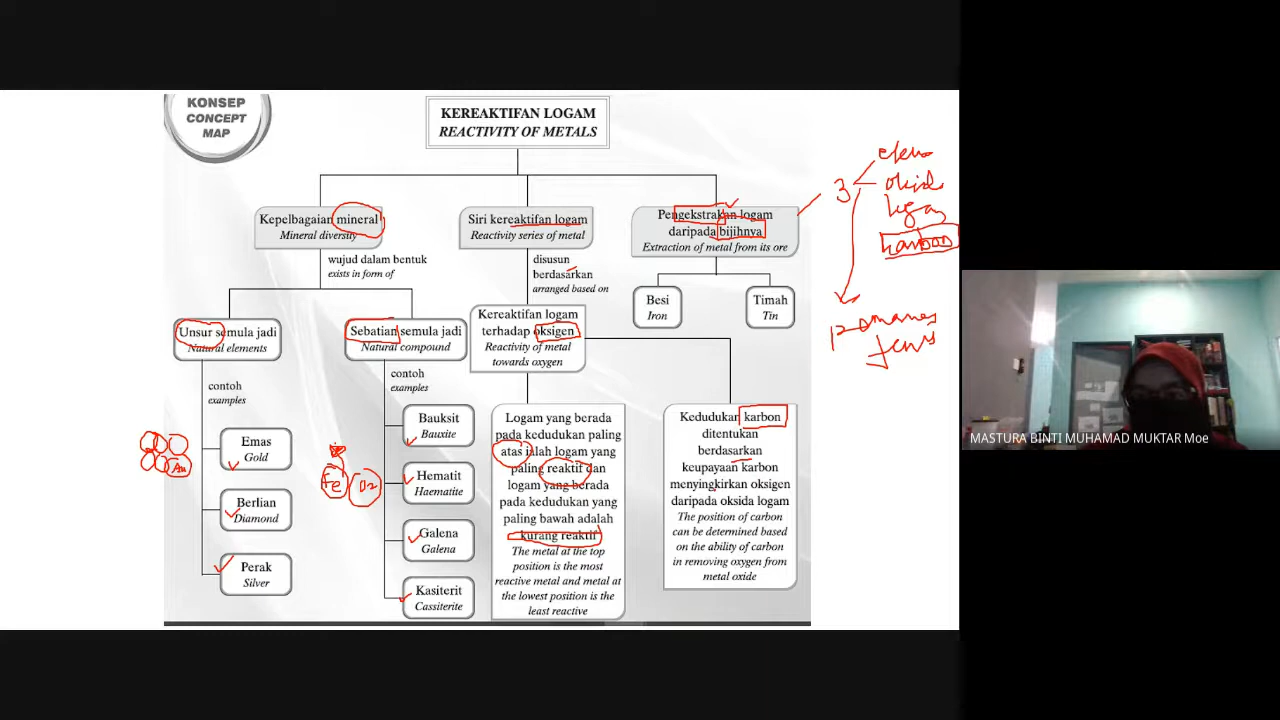 KONSEP
CONCEPT
MAP
KEREAKTIFAN LOGAM
REACTIVITY OF METALS
Kepelbagaian mineral
Mineral diversity
Siri kereaktifan logam
Reactivity series of metal
Pengekstrakan logam
daripada bijihnya
Extraction of metal from its ore
3
oksida
logam
karbon
wujud dalam bentuk
exists in form of
disusun
berdasarkan
arranged based on
Besi
Iron
Timah
Tin
Unsur semula jadi
Natural elements
Sebatian semula jadi
Natural compound
Kereaktifan logam
terhadap oksigen
Reactivity of metal
towards oxygen
contoh
examples
contoh
examples
Emas
Gold
Berlian
Diamond
Perak
Silver
Au
Bauksit
Bauxite
Hematit
Haematite
Galena
Galena
Kasiterit
Cassiterite
Fe
O2
Logam yang berada
pada kedudukan paling
atas ialah logam yang
paling reaktif dan
logam yang berada
pada kedudukan yang
paling bawah adalah
kurang reaktif
The metal at the top
position is the most
reactive metal and metal at
the lowest position is the
least reactive
Kedudukan karbon
ditentukan
berdasarkan
keupayaan karbon
menyingkirkan oksigen
daripada oksida logam
The position of carbon
can be determined based
on the ability of carbon
in removing oxygen from
metal oxide
MASTURA BINTI MUHAMAD MUKTAR Moe